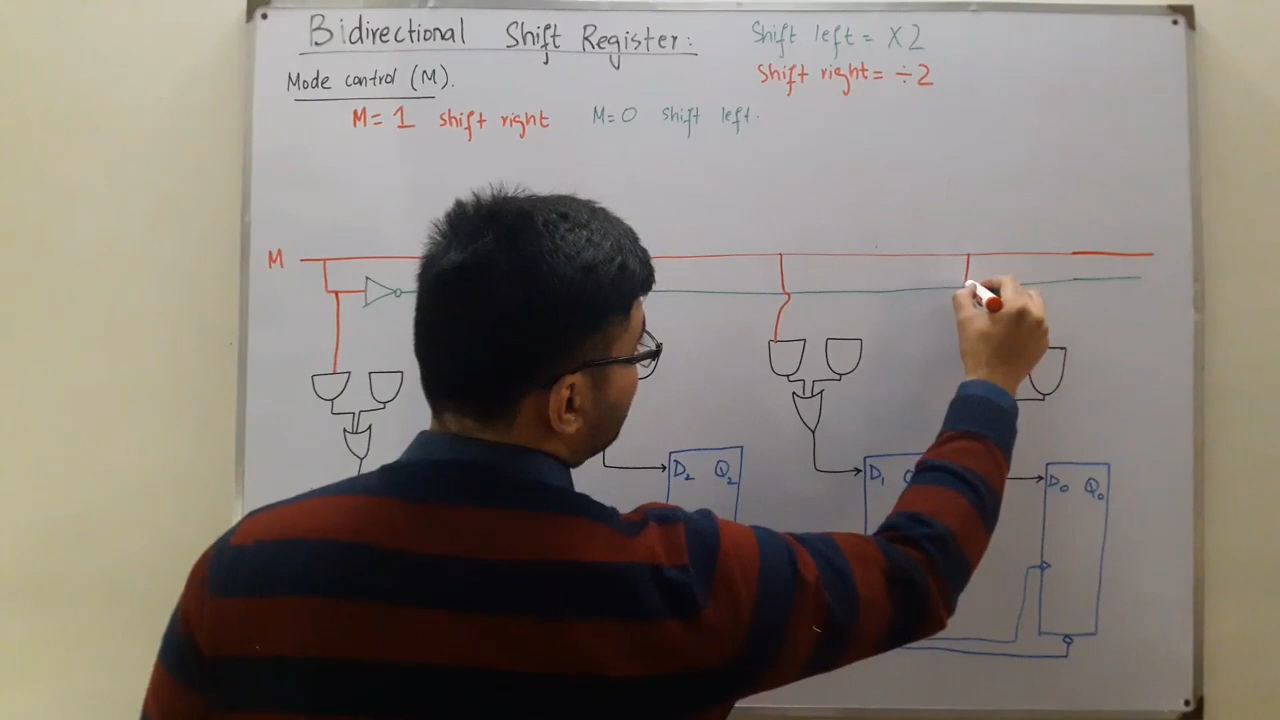 Bidirectional Shift Register:
Shift left = ×2
Shift right = ÷2
Mode control (M).
M= 1 shift right
M=0 shift left.
M
D₂ Q₂
D₁
D₀ Q₀